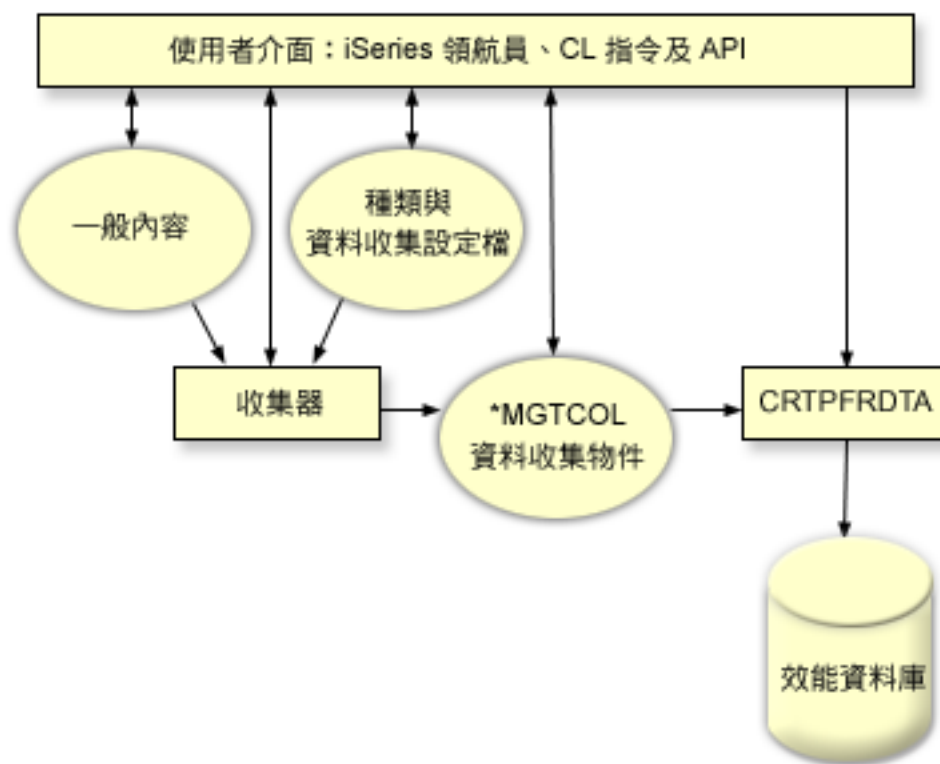 使用者介面：iSeries 領航員、CL 指令及 API
一般內容
種類與
資料收集設定檔
收集器
*MGTCOL
資料收集物件
CRTPFRDTA
效能資料庫